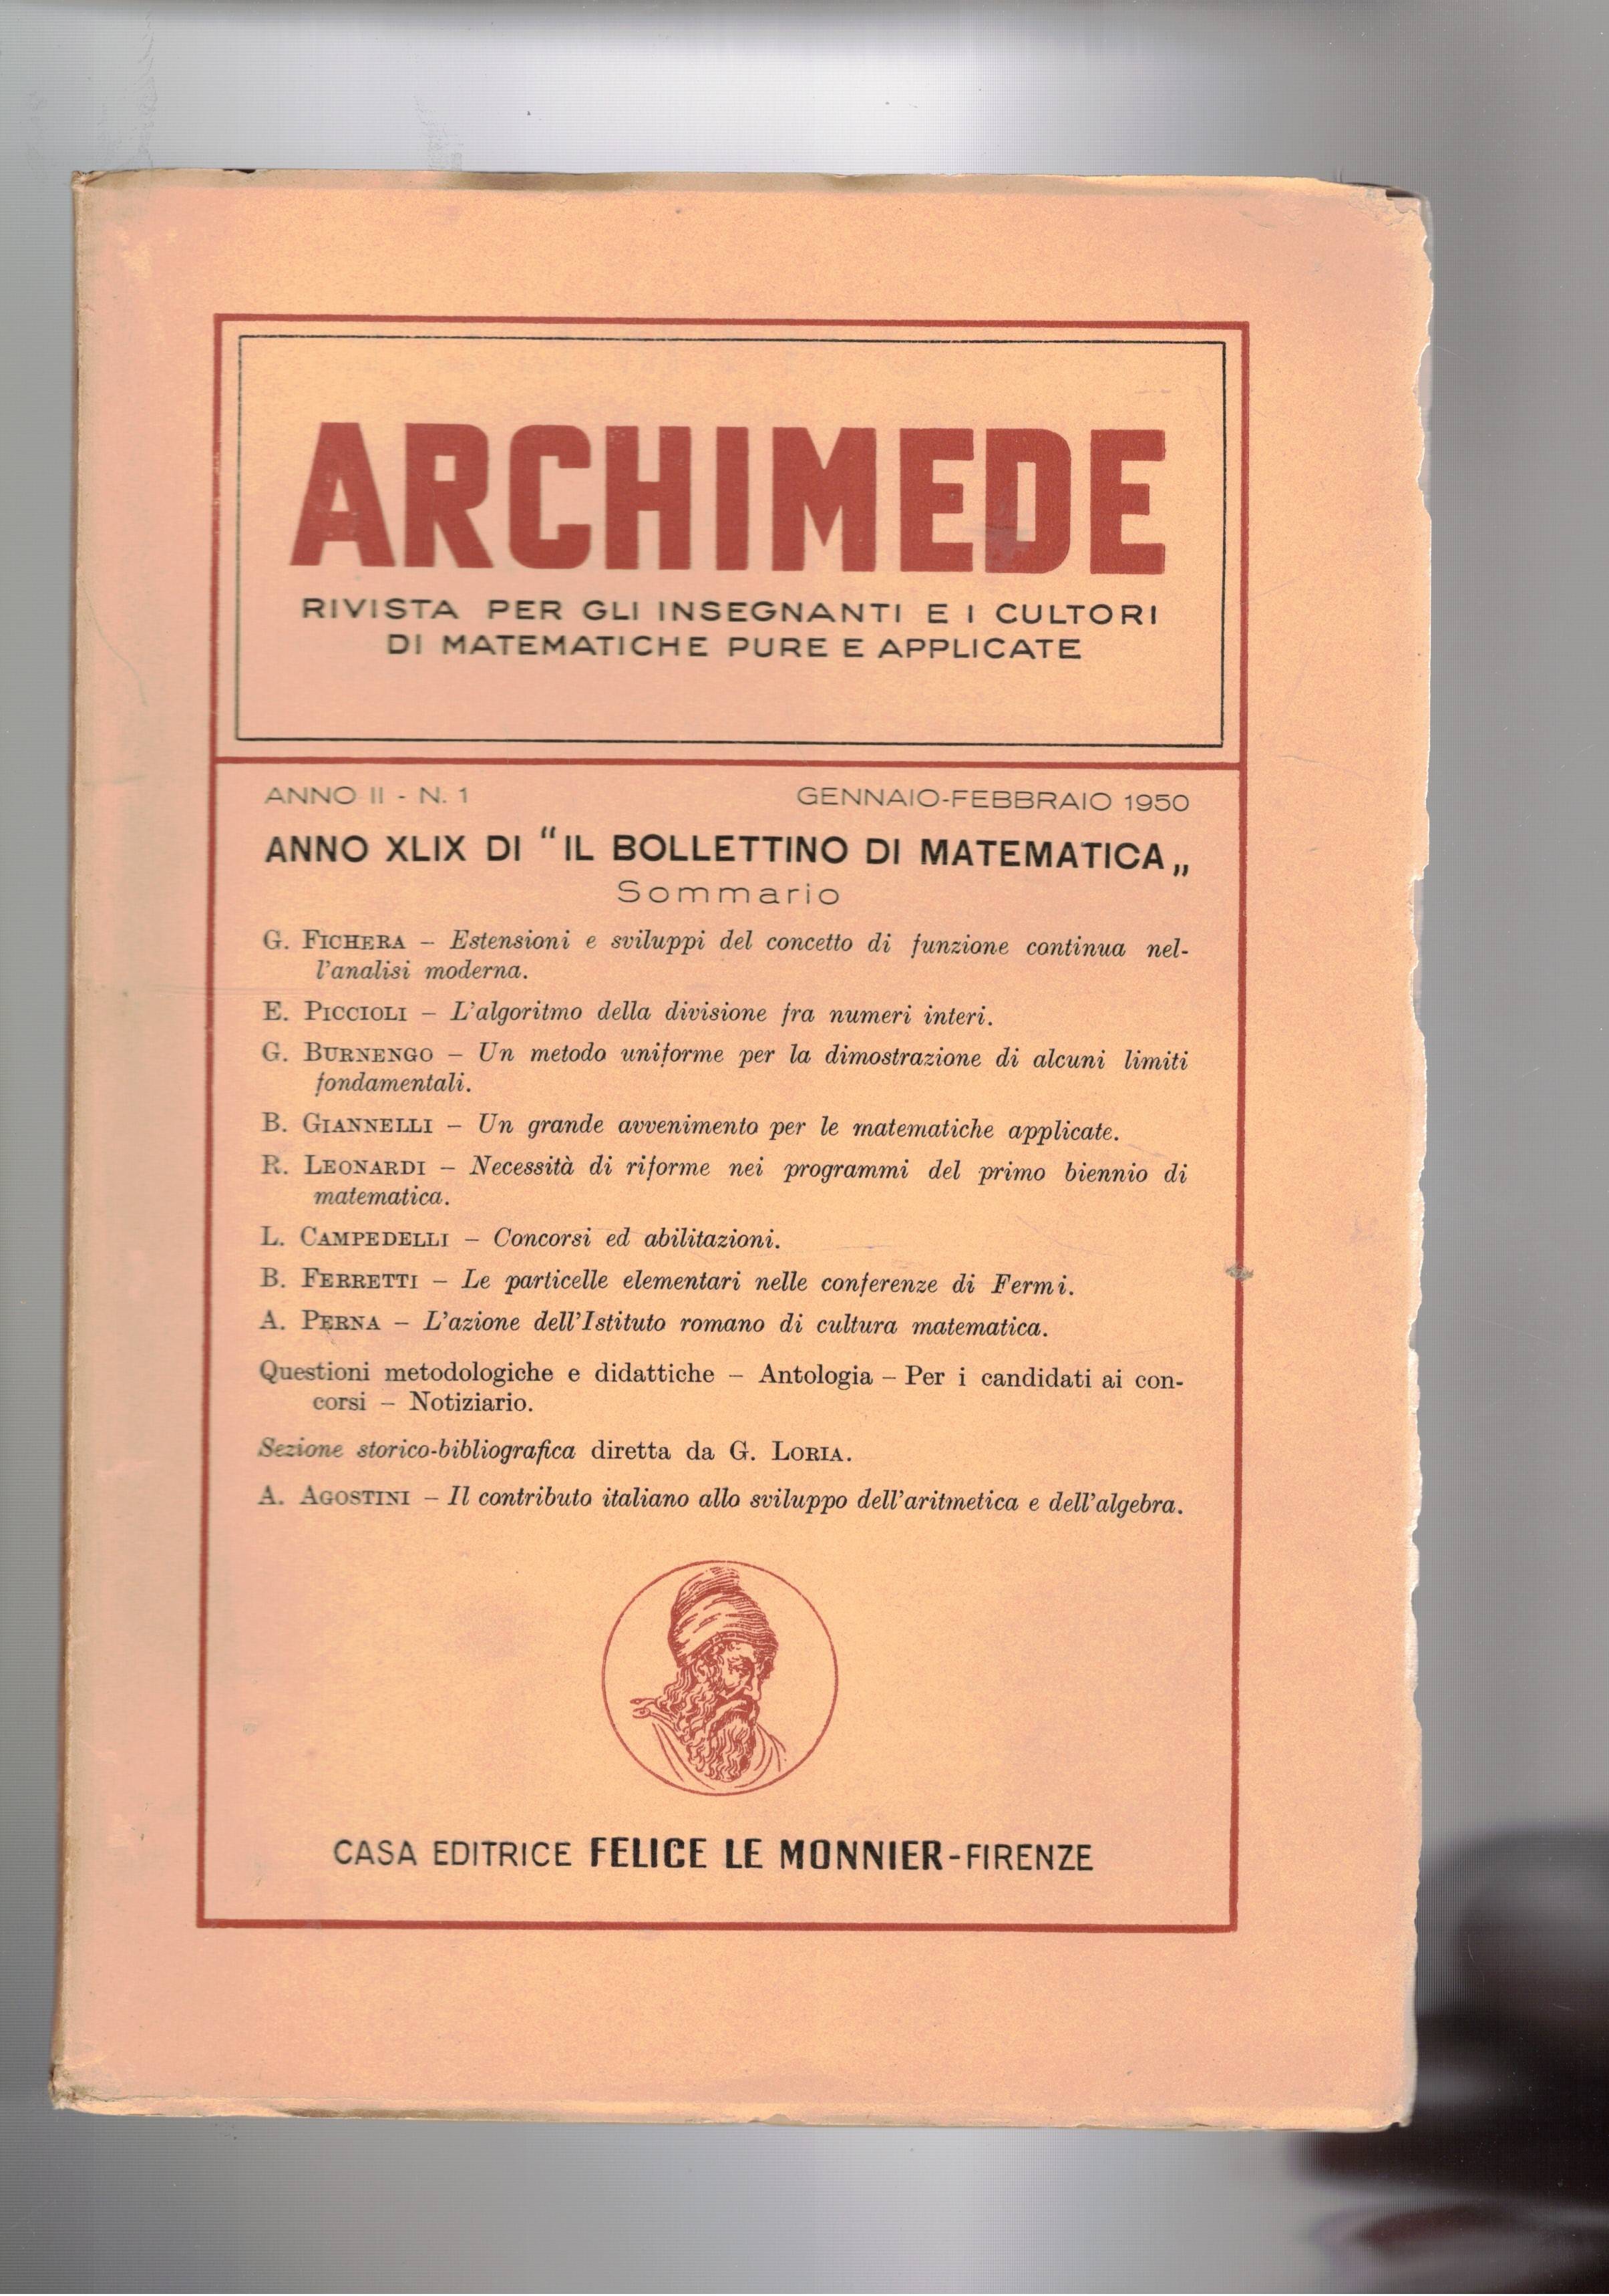 ARCHIMEDE
RIVISTA PER GLI INSEGNANTI E I CULTORI
DI MATEMATICHE PURE E APPLICATE
ANNO II - N. 1
GENNAIO-FEBBRAIO 1950
ANNO XLIX DI “IL BOLLETTINO DI MATEMATICA„
Sommario
G. FICHERA – Estensioni e sviluppi del concetto di funzione continua nel-
l'analisi moderna.
E. PICCIOLI – L'algoritmo della divisione fra numeri interi.
G. BURNENGO – Un metodo uniforme per la dimostrazione di alcuni limiti
fondamentali.
B. GIANNELLI – Un grande avvenimento per le matematiche applicate.
R. LEONARDI – Necessità di riforme nei programmi del primo biennio di
matematica.
L. CAMPEDELLI – Concorsi ed abilitazioni.
B. FERRETTI – Le particelle elementari nelle conferenze di Fermi.
A. PERNA – L'azione dell'Istituto romano di cultura matematica.
Questioni metodologiche e didattiche – Antologia – Per i candidati ai con-
corsi – Notiziario.
Sezione storico-bibliografica diretta da G. LORIA.
A. AGOSTINI – Il contributo italiano allo sviluppo dell'aritmetica e dell'algebra.
CASA EDITRICE FELICE LE MONNIER-FIRENZE